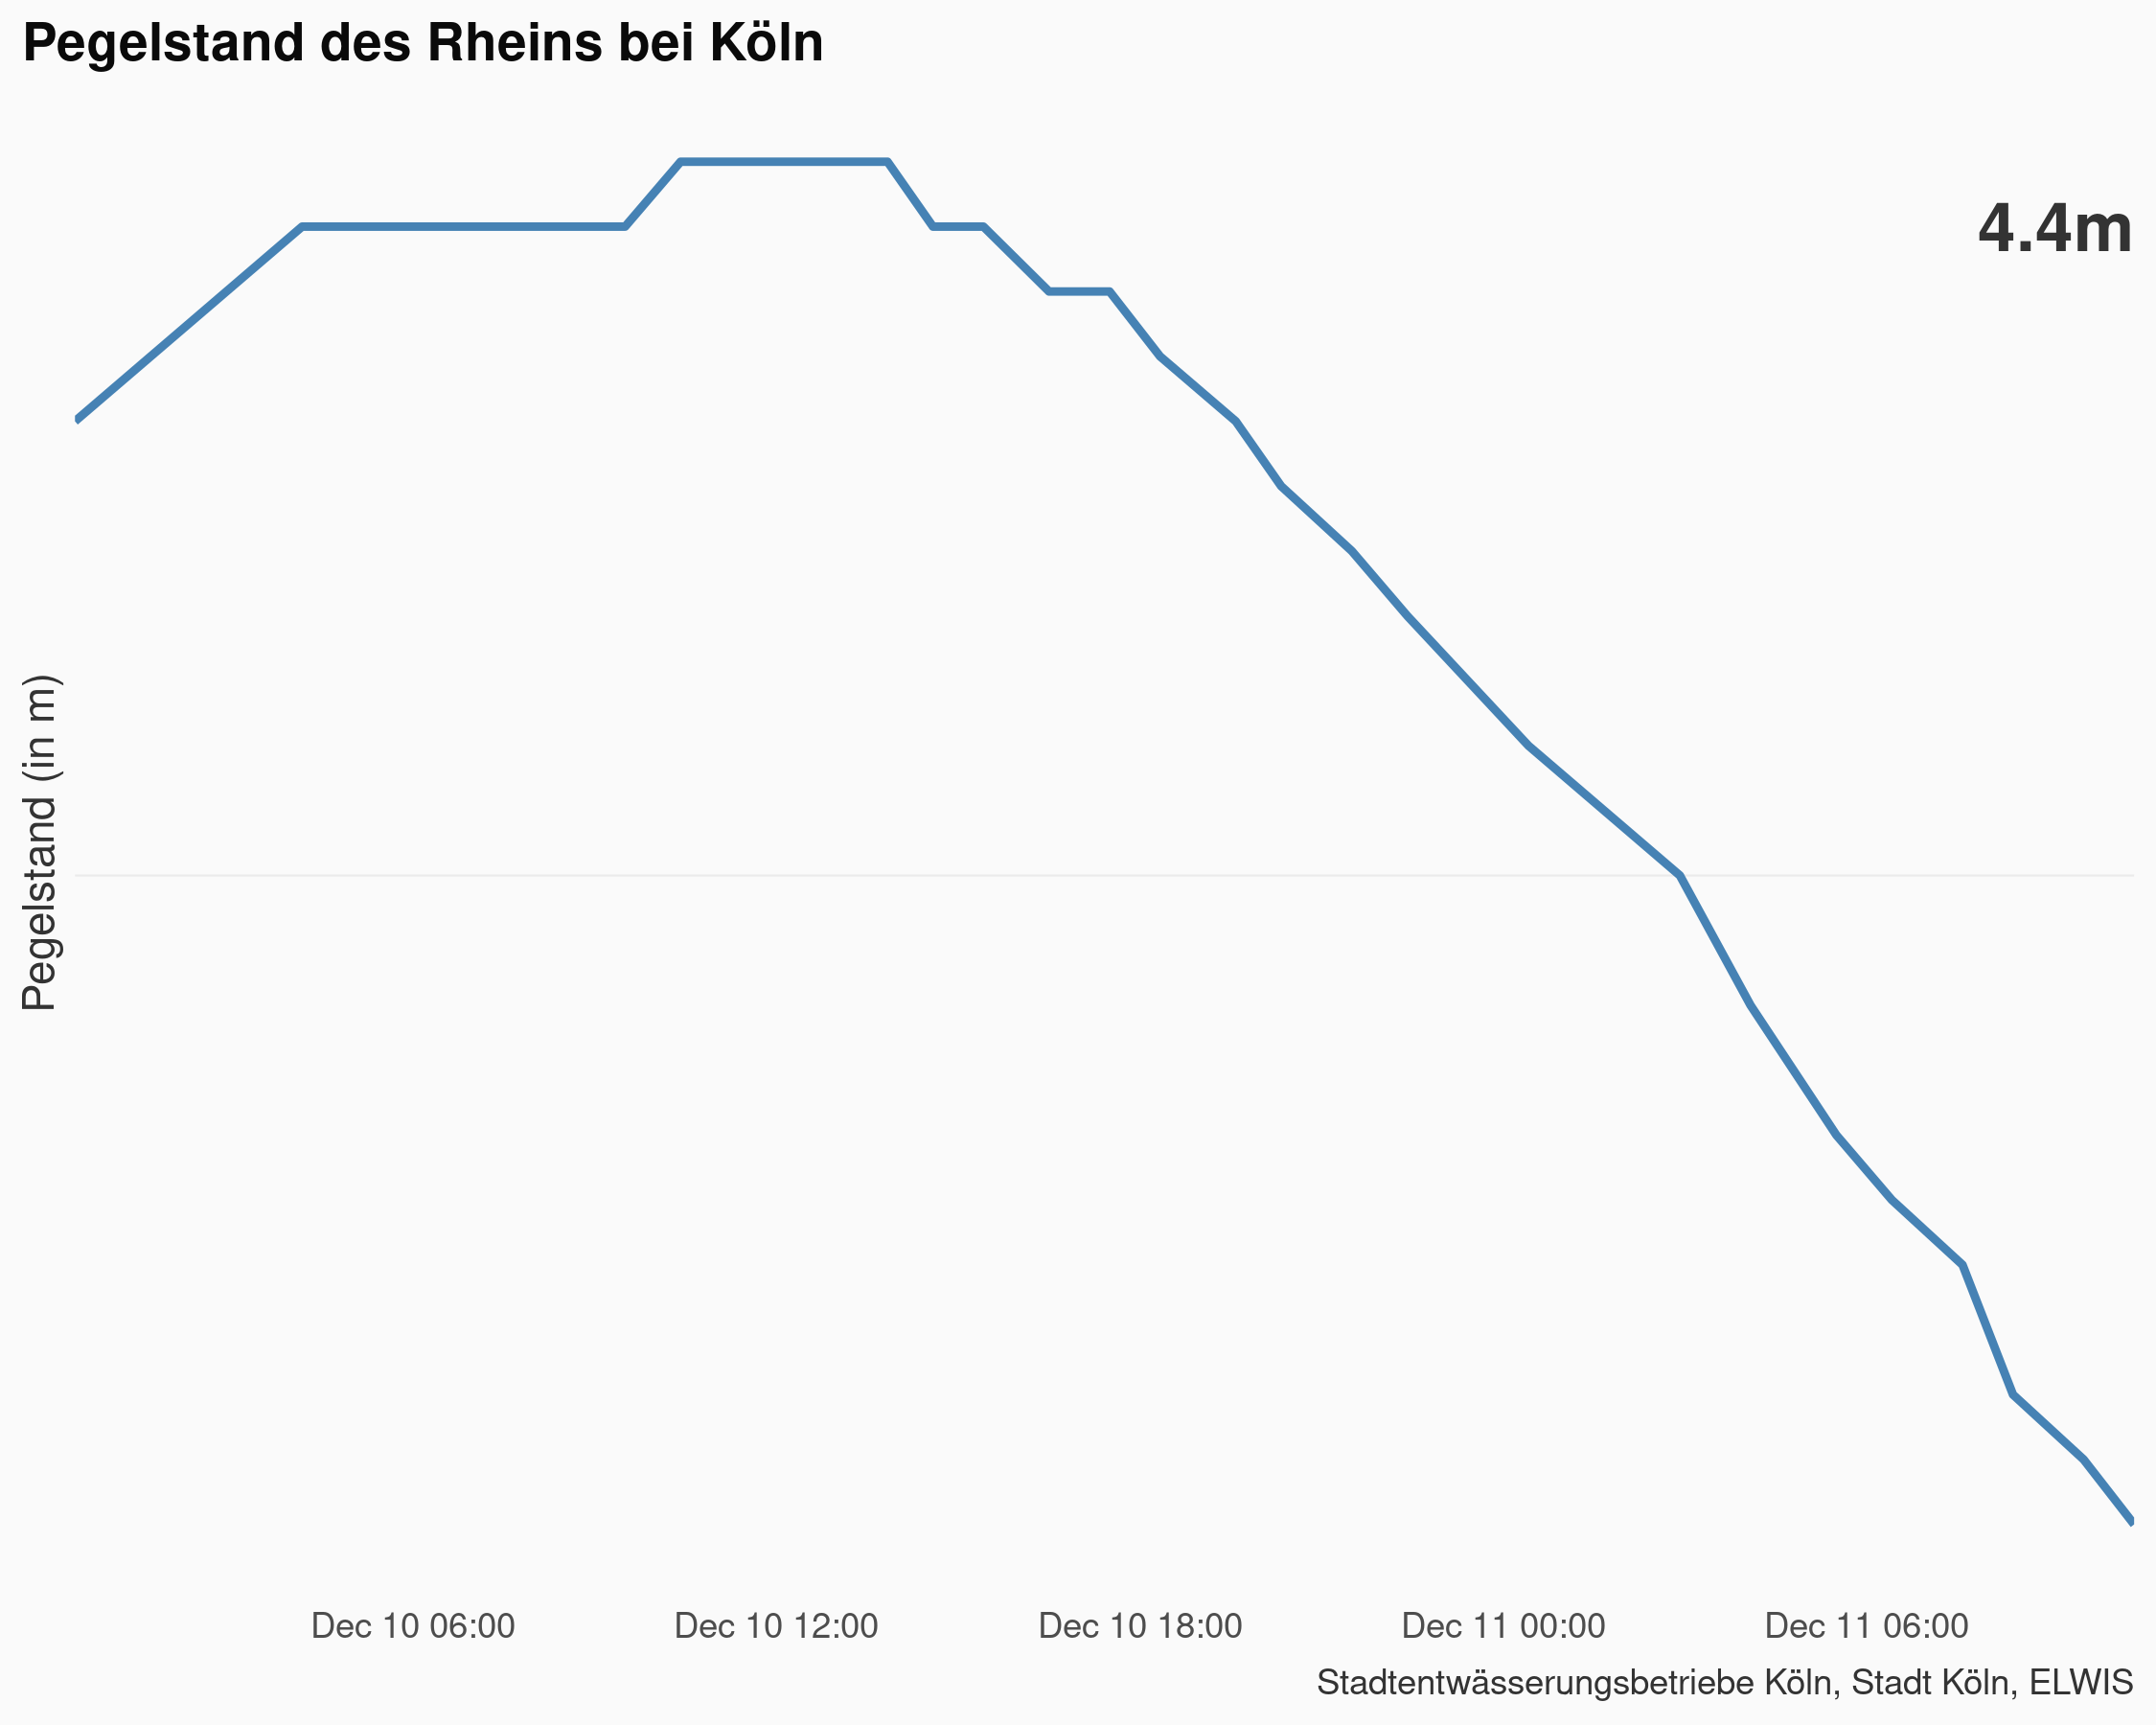 Pegelstand des Rheins bei Köln
4.4m
Pegelstand (in m)
Dec 10 06:00 Dec 10 12:00 Dec 10 18:00 Dec 11 00:00 Dec 11 06:00
Stadtentwässerungsbetriebe Köln, Stadt Köln, ELWIS